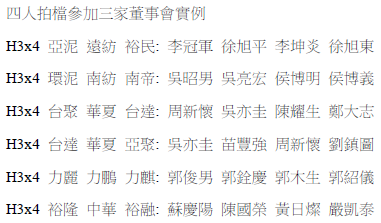 四人拍檔參加三家董事會實例
H3x4 亞泥 遠紡 裕民: 李冠軍 徐旭平 李坤炎 徐旭東
H3x4 環泥 南紡 南帝: 吳昭男 吳亮宏 侯博明 侯博義
H3x4 台聚 華夏 台達: 周新懷 吳亦圭 陳耀生 鄭大志
H3x4 台達 華夏 亞聚: 吳亦圭 苗豐強 周新懷 劉鎮圖
H3x4 力麗 力鵬 力麒: 郭俊男 郭銓慶 郭木生 郭紹儀
H3x4 裕隆 中華 裕融: 蘇慶陽 陳國榮 黃日燦 嚴凱泰